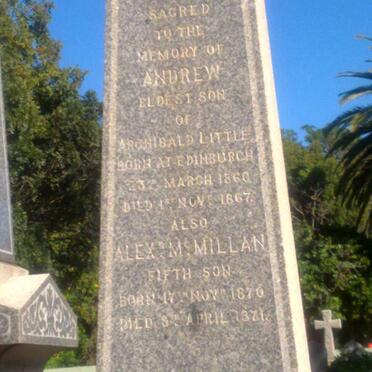 SACRED
TO THE
MEMORY OF
ANDREW
ELDEST SON
OF
ARCHIBALD LITTLE
BORN AT EDINBURGH
23RD MARCH 1860
DIED 1ST NOVR 1867.
ALSO
ALEXR MCMILLAN
FIFTH SON
BORN 17TH NOVR 1870
DIED 8TH APRIL 1871.